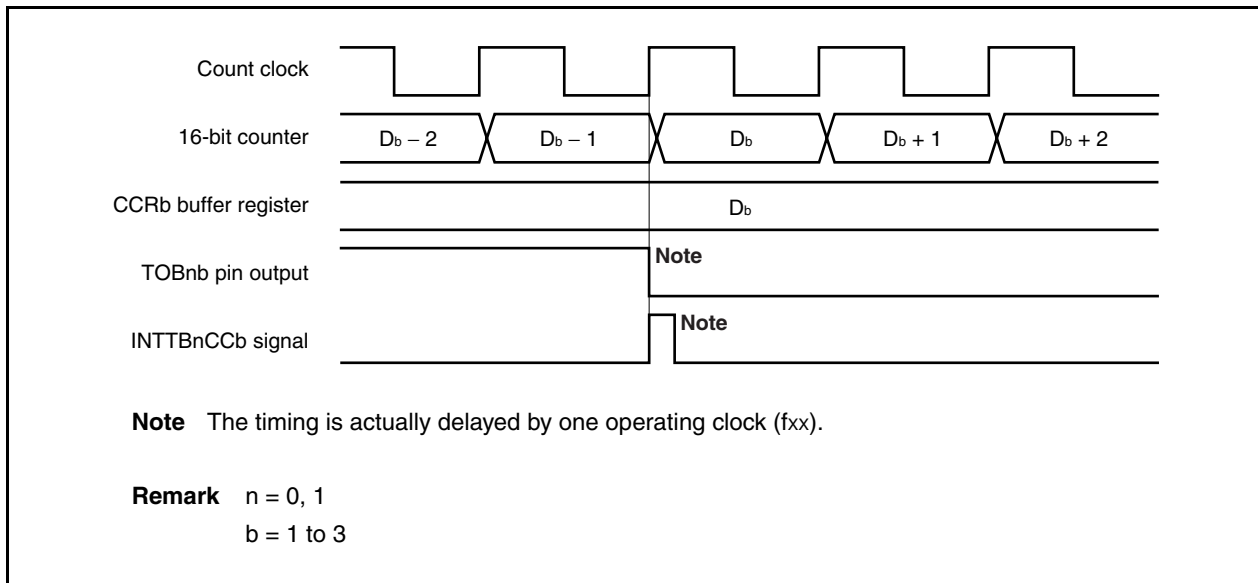 Count clock
16-bit counter
Db − 2
Db − 1
Db
Db + 1
Db + 2
CCRb buffer register
Db
TOBnb pin output
Note
INTTBnCCb signal
Note
Note The timing is actually delayed by one operating clock (fxx).
Remark n = 0, 1
b = 1 to 3